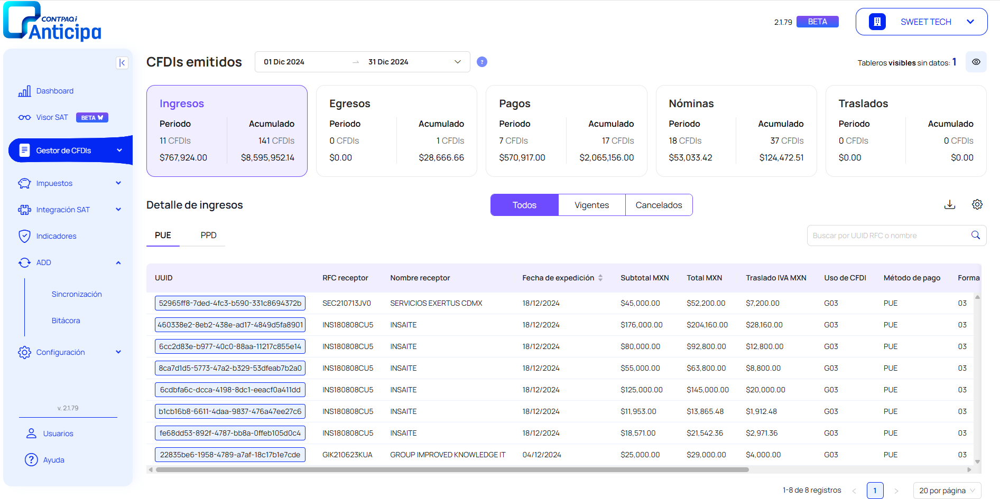 CONTPAQi
Anticipa
2.1.79 BETA SWEET TECH
Dashboard
Visor SAT BETA
Gestor de CFDIs
Impuestos
Integración SAT
Indicadores
ADD
Sincronización
Bitácora
Configuración
v. 2.1.79
Usuarios
Ayuda
CFDIs emitidos 01 Dic 2024 → 31 Dic 2024 ? Tableros visibles sin datos: 1
Ingresos
Periodo Acumulado
11 CFDIs 141 CFDIs
$767,924.00 $8,595,952.14
Egresos
Periodo Acumulado
0 CFDIs 1 CFDIs
$0.00 $28,666.66
Pagos
Periodo Acumulado
7 CFDIs 17 CFDIs
$570,917.00 $2,065,156.00
Nóminas
Periodo Acumulado
18 CFDIs 37 CFDIs
$53,033.42 $124,472.51
Traslados
Periodo Acumulado
0 CFDIs 0 CFDIs
$0.00 $0.00
Detalle de ingresos Todos Vigentes Cancelados
PUE PPD Buscar por UUID RFC o nombre
UUID RFC receptor Nombre receptor Fecha de expedición Subtotal MXN Total MXN Traslado IVA MXN Uso de CFDI Método de pago Forma
52965ff8-7ded-4fc3-b590-331c8694372b SEC210713JV0 SERVICIOS EXERTUS CDMX 18/12/2024 $45,000.00 $52,200.00 $7,200.00 G03 PUE 03
460338e2-8eb2-438e-ad17-4849d5fa8901 INS180808CU5 INSAITE 18/12/2024 $176,000.00 $204,160.00 $28,160.00 G03 PUE 03
6cc2d83e-b977-40c0-88aa-11217c855e14 INS180808CU5 INSAITE 18/12/2024 $80,000.00 $92,800.00 $12,800.00 G03 PUE 03
8ca7d1d5-5773-47a2-b329-53dfeab7b2a0 INS180808CU5 INSAITE 18/12/2024 $55,000.00 $63,800.00 $8,800.00 G03 PUE 03
6cdbfa6c-dcca-4198-8dc1-eeacf0a411dd INS180808CU5 INSAITE 18/12/2024 $125,000.00 $145,000.00 $20,000.00 G03 PUE 03
b1cb16b8-6611-4daa-9837-476a47ee27c6 INS180808CU5 INSAITE 18/12/2024 $11,953.00 $13,865.48 $1,912.48 G03 PUE 03
fe68dd53-892f-4787-bb8a-0ffeb105d0c4 INS180808CU5 INSAITE 18/12/2024 $18,571.00 $21,542.36 $2,971.36 G03 PUE 03
22835be6-1958-4789-a7af-18c17b1e7cde GIK210623KUA GROUP IMPROVED KNOWLEDGE IT 04/12/2024 $25,000.00 $29,000.00 $4,000.00 G03 PUE 03
1-8 de 8 registros < 1 > 20 por página